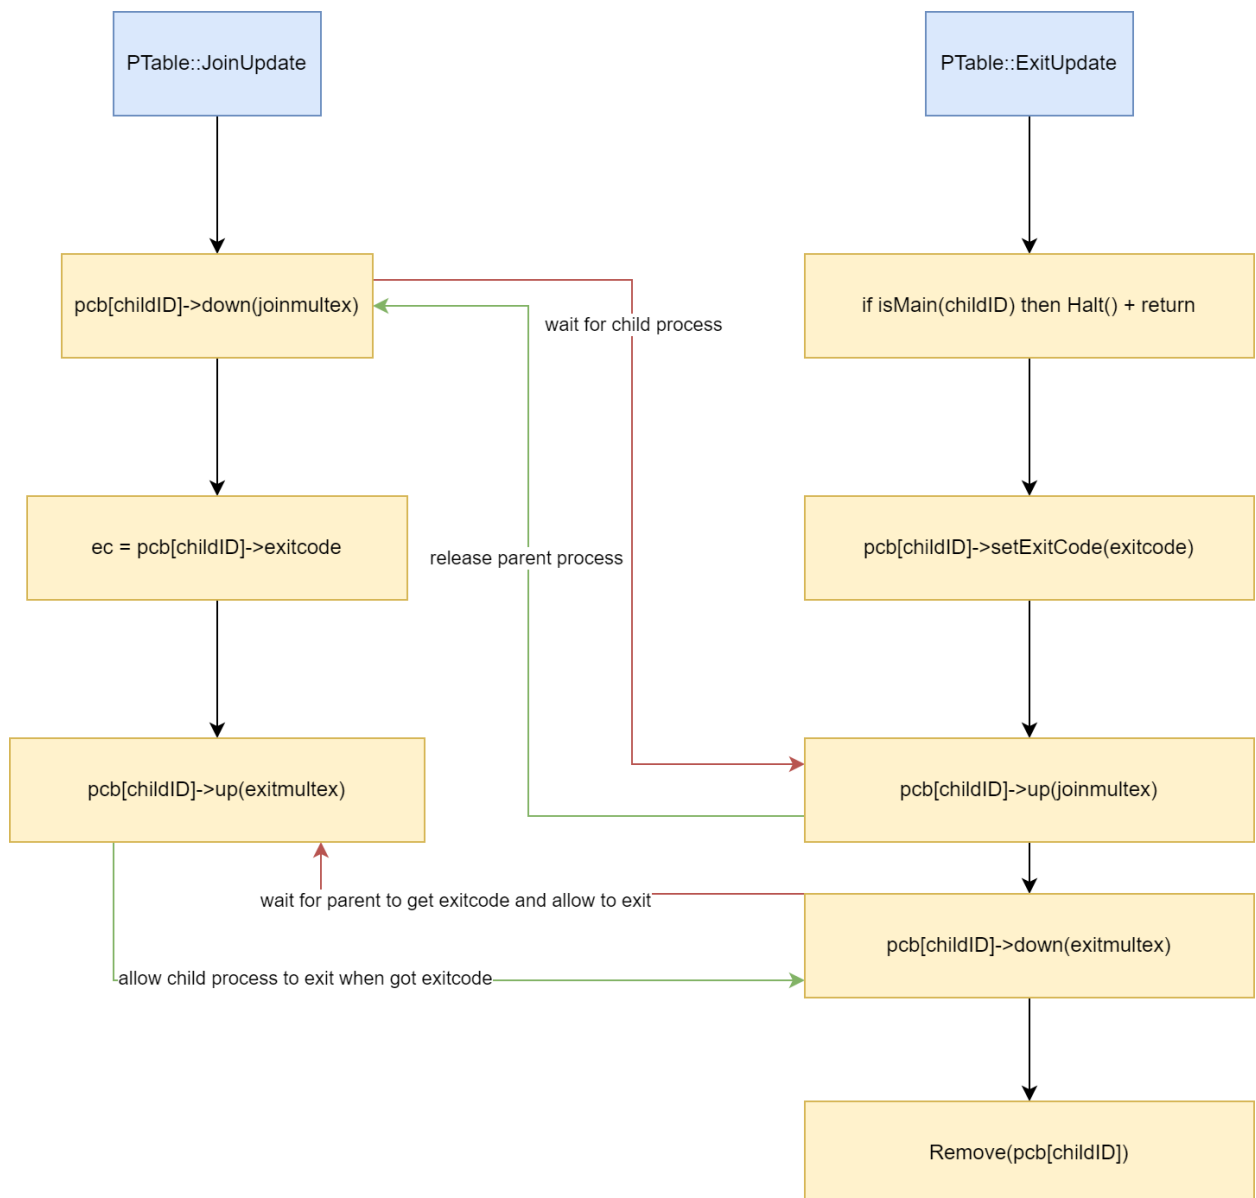 PTable::JoinUpdate
PTable::ExitUpdate
pcb[childID]->down(joinmultex)
if isMain(childID) then Halt() + return
wait for child process
ec = pcb[childID]->exitcode
pcb[childID]->setExitCode(exitcode)
release parent process
pcb[childID]->up(exitmultex)
pcb[childID]->up(joinmultex)
wait for parent to get exitcode and allow to exit
pcb[childID]->down(exitmultex)
allow child process to exit when got exitcode
Remove(pcb[childID])